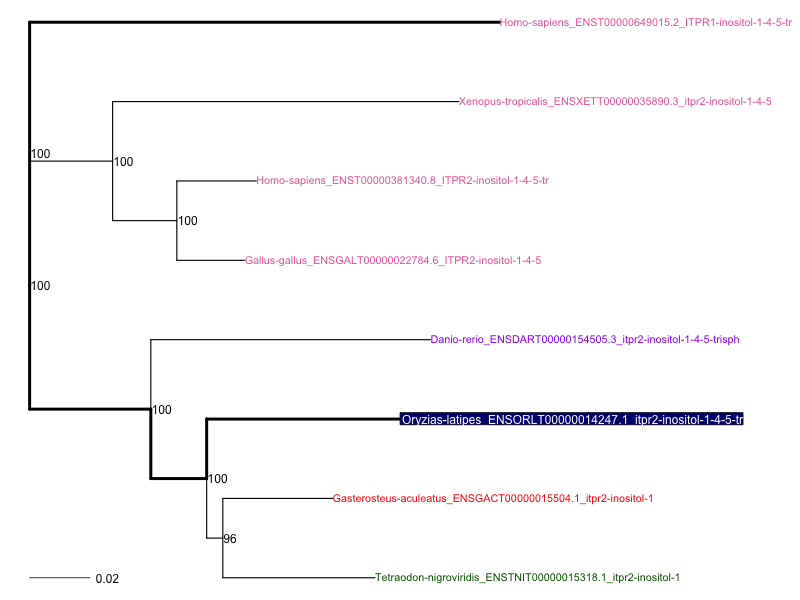 Homo-sapiens_ENST00000649015.2_ITPR1-inositol-1-4-5-tr
Xenopus-tropicalis_ENSXETT00000035890.3_itpr2-inositol-1-4-5
100
100
Homo-sapiens_ENST00000381340.8_ITPR2-inositol-1-4-5-tr
100
Gallus-gallus_ENSGALT00000022784.6_ITPR2-inositol-1-4-5
100
Danio-rerio_ENSDART00000154505.3_itpr2-inositol-1-4-5-trisph
100
Oryzias-latipes_ENSORLT00000014247.1_itpr2-inositol-1-4-5-tr
100
Gasterosteus-aculeatus_ENSGACT00000015504.1_itpr2-inositol-1
96
Tetraodon-nigroviridis_ENSTNIT00000015318.1_itpr2-inositol-1
0.02